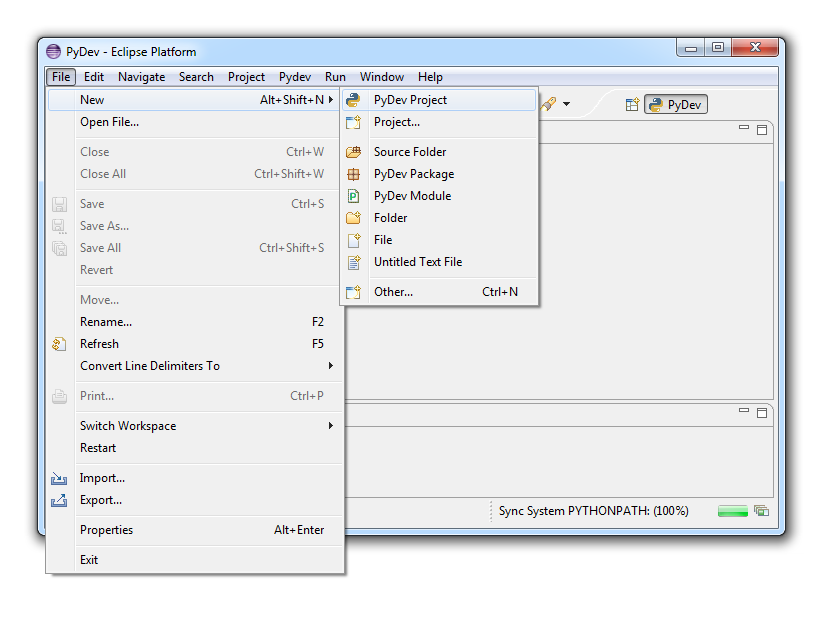 PyDev - Eclipse Platform
File Edit Navigate Search Project Pydev Run Window Help
New Alt+Shift+N
Open File...
Close Ctrl+W
Close All Ctrl+Shift+W
Save Ctrl+S
Save As...
Save All Ctrl+Shift+S
Revert
Move...
Rename... F2
Refresh F5
Convert Line Delimiters To
Print... Ctrl+P
Switch Workspace
Restart
Import...
Export...
Properties Alt+Enter
Exit
PyDev Project
Project...
Source Folder
PyDev Package
PyDev Module
Folder
File
Untitled Text File
Other... Ctrl+N
PyDev
Sync System PYTHONPATH: (100%)